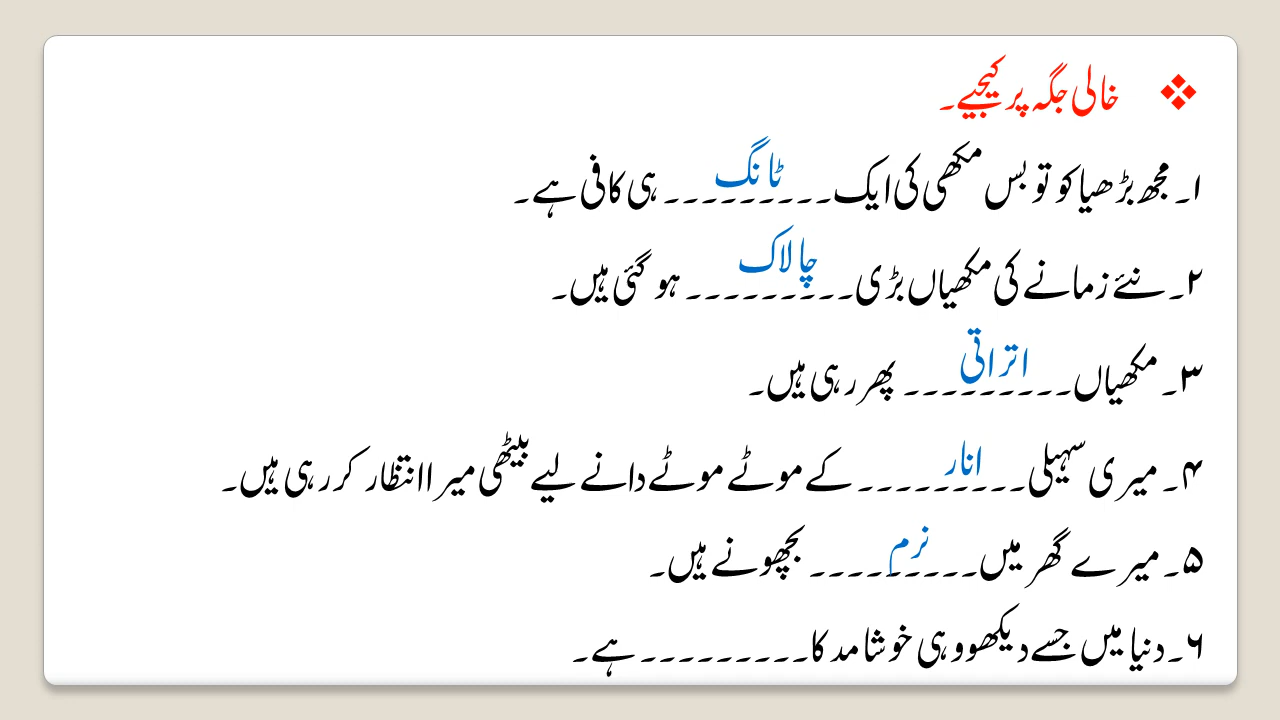 ❖ خالی جگہ پر کیجیے۔
۱۔ مجھ بڑھیا کو تو بس مکھی کی ایک۔۔۔ٹانگ۔۔۔۔۔۔ ہی کافی ہے۔
۲۔ نئے زمانے کی مکھیاں بڑی۔۔۔چالاک۔۔۔۔۔۔ ہو گئی ہیں۔
۳۔ مکھیاں۔۔۔اتراتی۔۔۔۔۔۔ پھر رہی ہیں۔
۴۔ میری سہیلی۔۔۔انار۔۔۔۔۔۔ کے موٹے موٹے دانے لیے بیٹھی میرا انتظار کر رہی ہیں۔
۵۔ میرے گھر میں۔۔۔نرم۔۔۔۔۔۔ بچھونے ہیں۔
۶۔ دنیا میں جسے دیکھو وہی خوشامد کا۔۔۔۔۔۔۔۔۔ ہے۔